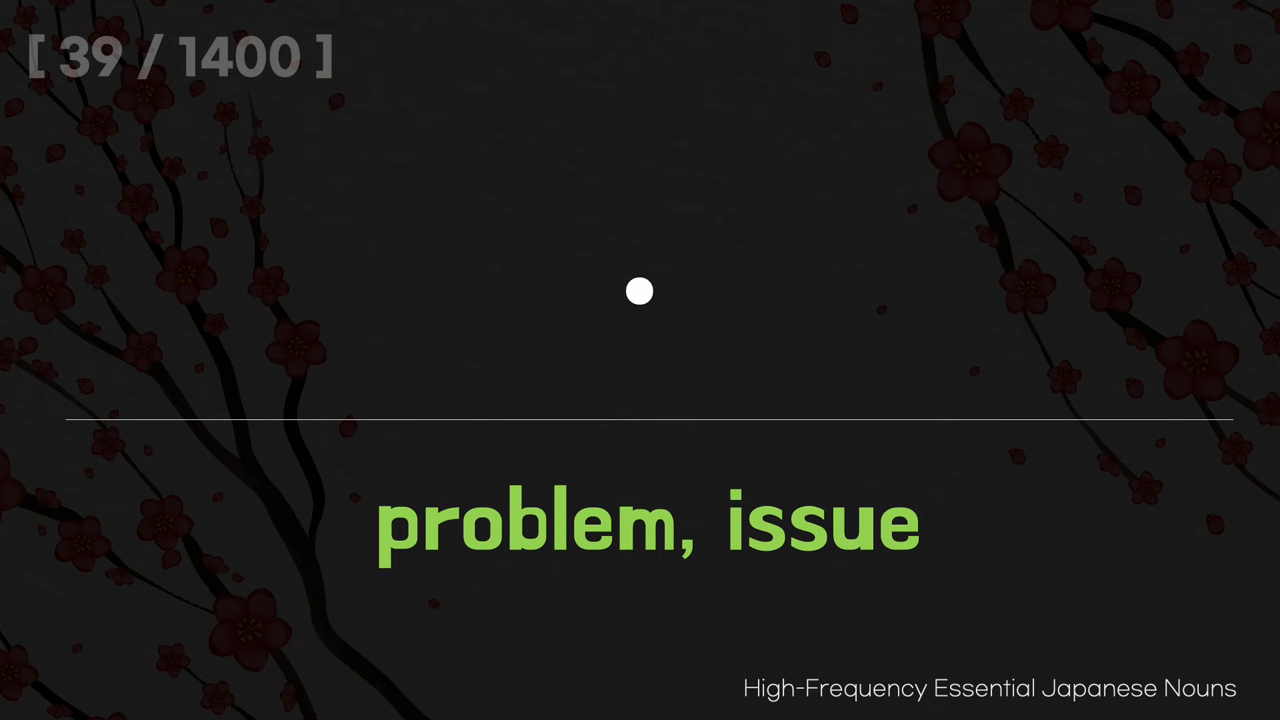 [ 39 / 1400 ]
problem, issue
High-Frequency Essential Japanese Nouns